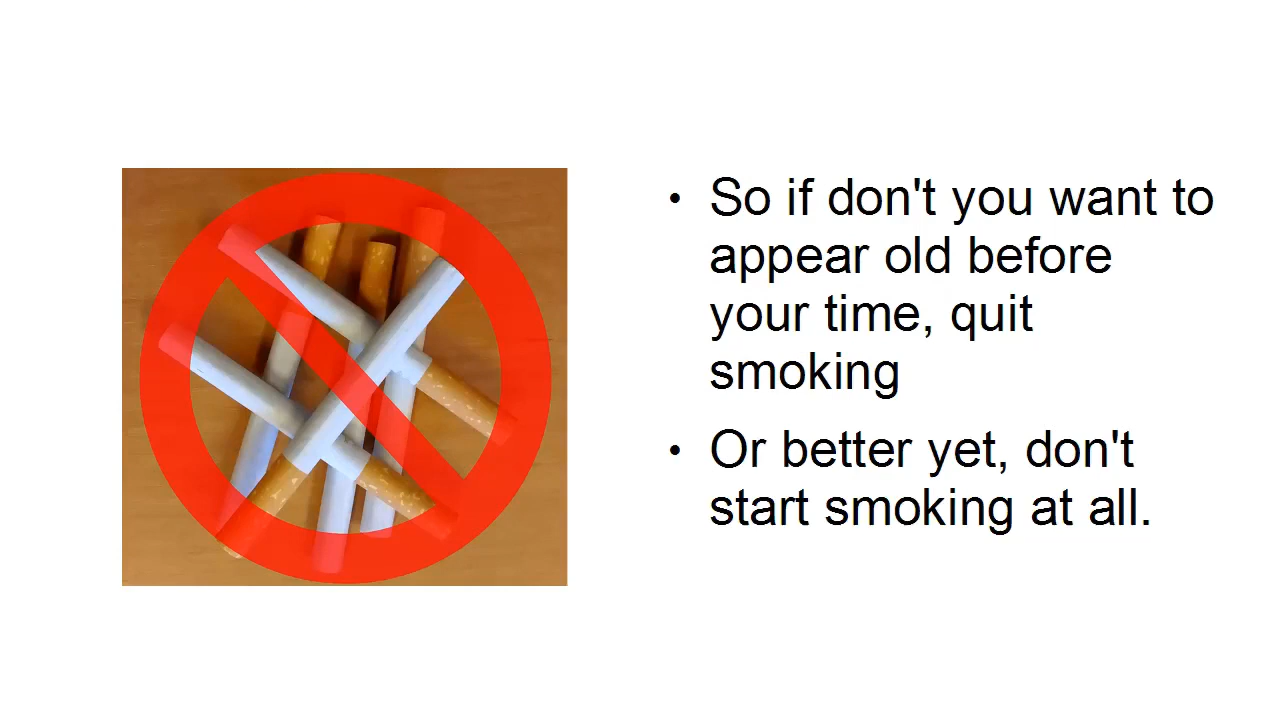 • So if don't you want to
appear old before
your time, quit
smoking
• Or better yet, don't
start smoking at all.